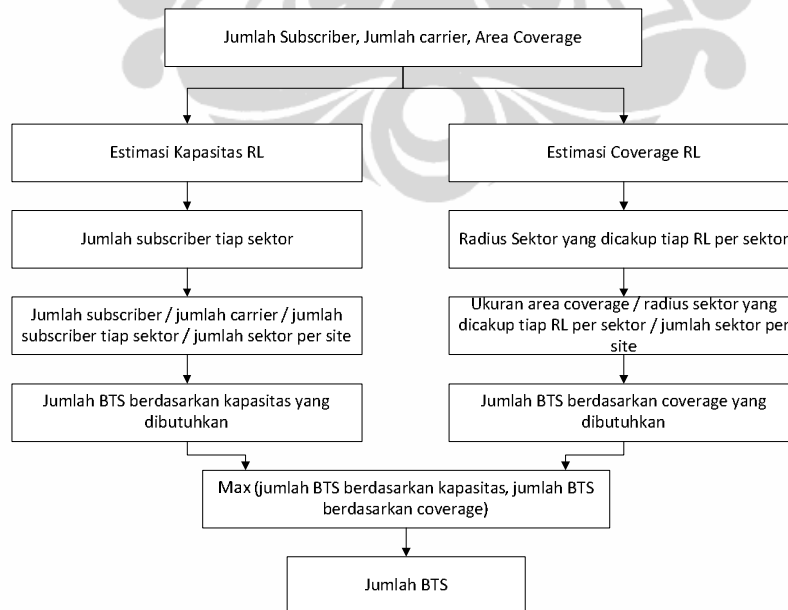 Jumlah Subscriber, Jumlah carrier, Area Coverage
Estimasi Kapasitas RL
Estimasi Coverage RL
Jumlah subscriber tiap sektor
Radius Sektor yang dicakup tiap RL per sektor
Jumlah subscriber / jumlah carrier / jumlah
subscriber tiap sektor / jumlah sektor per site
Ukuran area coverage / radius sektor yang
dicakup tiap RL per sektor / jumlah sektor per
site
Jumlah BTS berdasarkan kapasitas yang
dibutuhkan
Jumlah BTS berdasarkan coverage yang
dibutuhkan
Max (jumlah BTS berdasarkan kapasitas, jumlah BTS
berdasarkan coverage)
Jumlah BTS